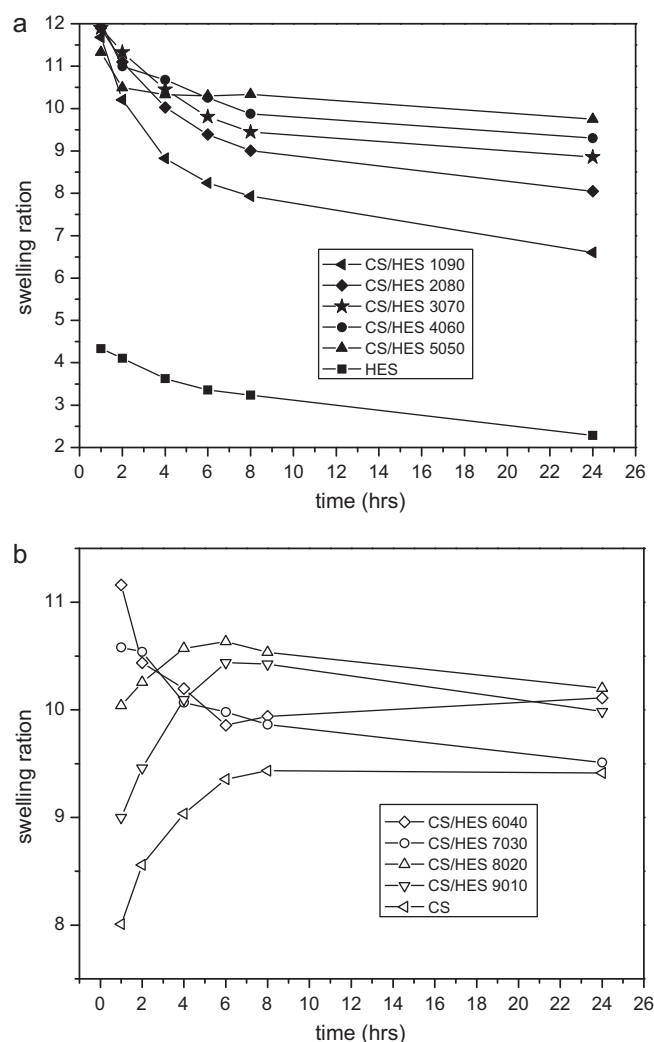 a
12
11
10
9
8
7
6
5
4
3
2
swelling ration
CS/HES 1090
CS/HES 2080
CS/HES 3070
CS/HES 4060
CS/HES 5050
HES
0 2 4 6 8 10 12 14 16 18 20 22 24 26
time (hrs)
b
11
10
9
8
swelling ration
CS/HES 6040
CS/HES 7030
CS/HES 8020
CS/HES 9010
CS
0 2 4 6 8 10 12 14 16 18 20 22 24 26
time (hrs)